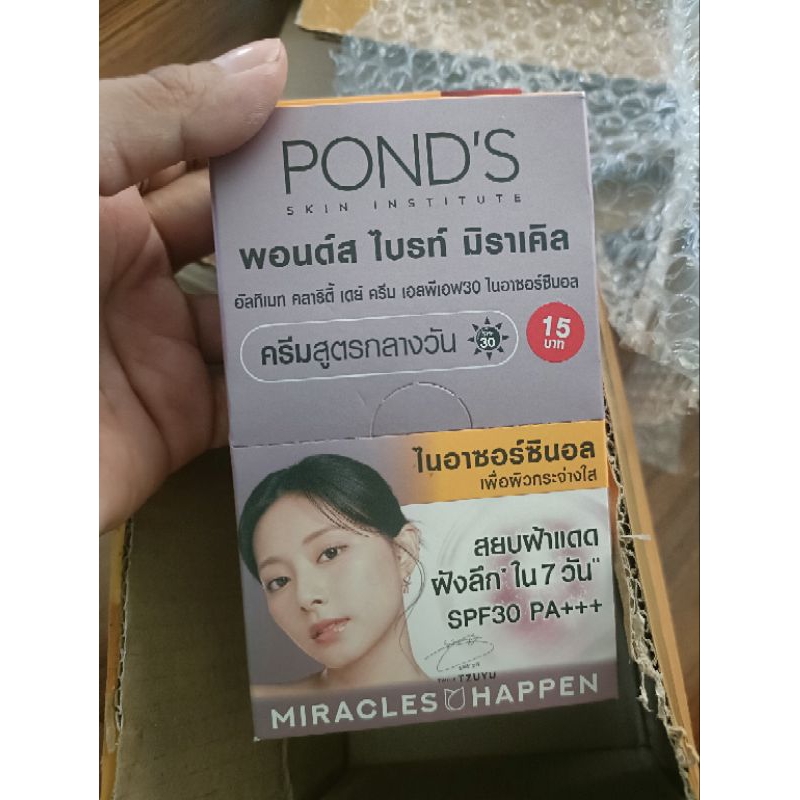 POND'S
SKIN INSTITUTE
พอนด์ส ไบรท์ มิราเคิล
อัลทิเมท คลาริตี้ เดย์ ครีม เอสพีเอฟ30 ไนอาซอร์ซินอล
ครีมสูตรกลางวัน
SPF
30
15
บาท
ไนอาซอร์ซินอล
เพื่อผิวกระจ่างใส
สยบฝ้าแดด
ฝังลึก* ใน 7 วัน**
SPF30 PA+++
TZUYU
MIRACLES HAPPEN